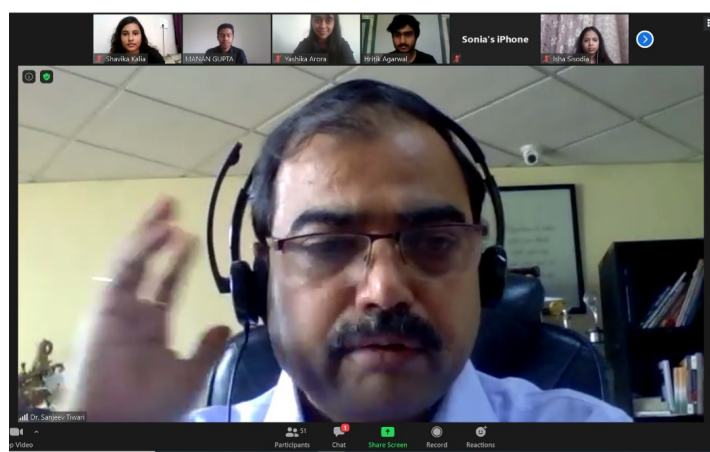 Shavika Kalia
MANAN GUPTA
Yashika Arora
Hritik Agarwal
Sonia's iPhone
Isha Sisodia
Dr. Sanjeev Tiwari
p Video
51
Participants
1
Chat
Share Screen
Record
Reactions